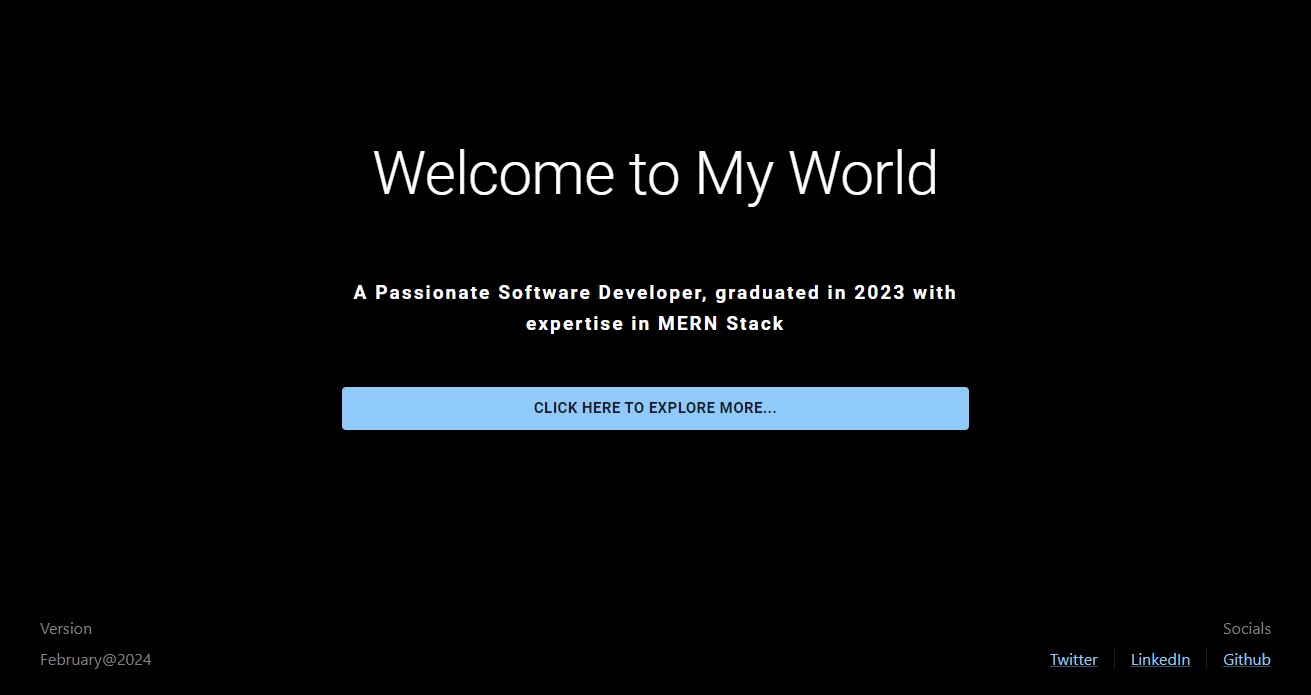 Welcome to My World
A Passionate Software Developer, graduated in 2023 with
expertise in MERN Stack
CLICK HERE TO EXPLORE MORE...
Version
Socials
February@2024
Twitter
LinkedIn
Github